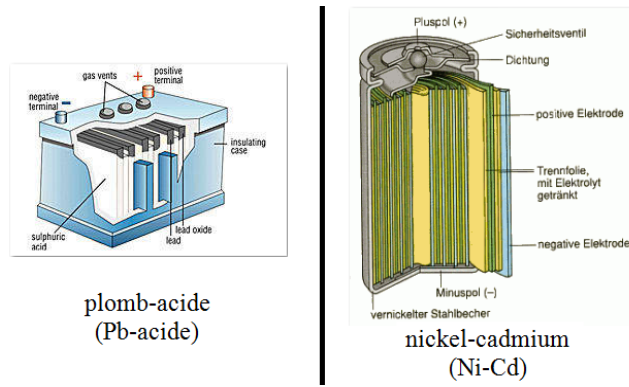 gas vents
+
positive
terminal
negative
terminal
-
insulating
case
sulphuric
acid
lead oxide
lead
plomb-acide
(Pb-acide)
Pluspol (+)
Sicherheitsventil
Dichtung
positive Elektrode
Trennfolie,
mit Elektrolyt
getränkt
negative Elektrode
Minuspol (–)
vernickelter Stahlbecher
nickel-cadmium
(Ni-Cd)